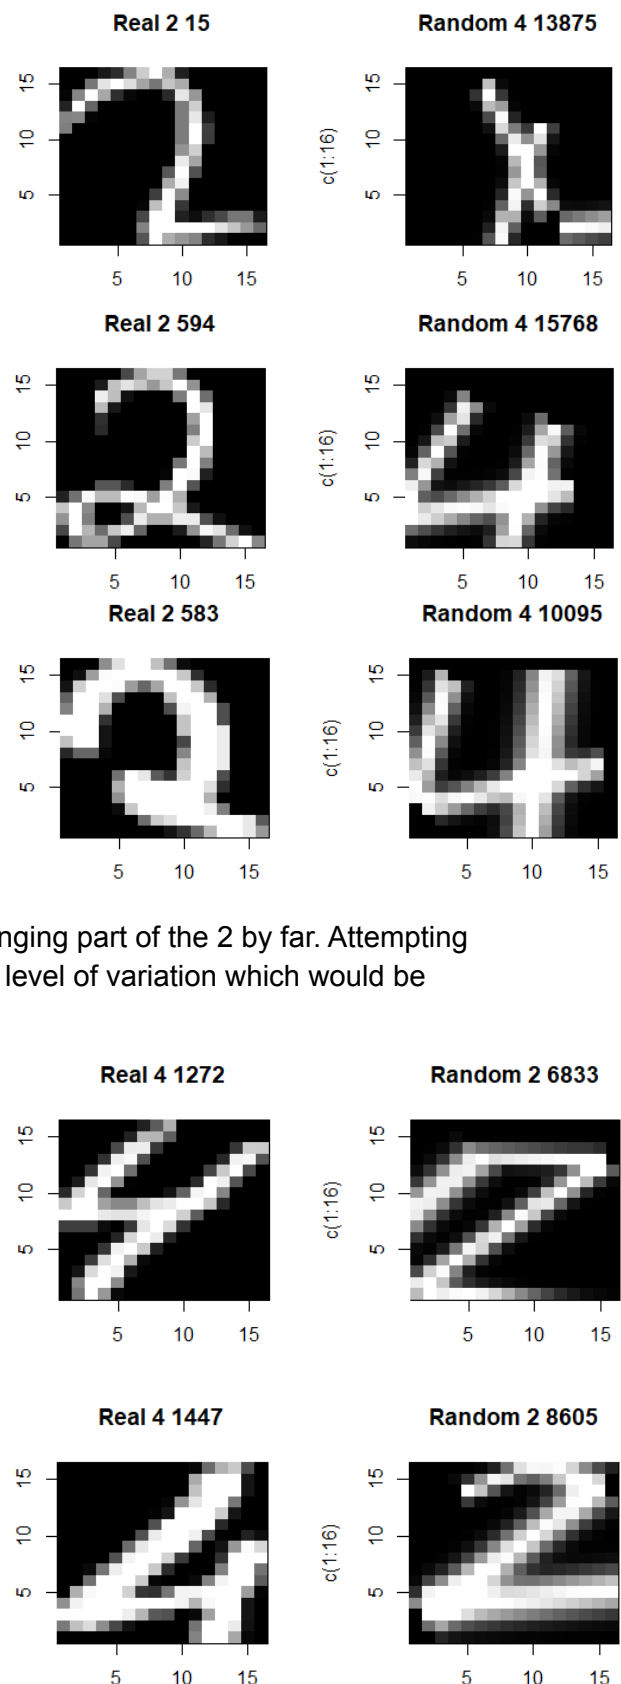 Real 2 15 Random 4 13875
15 15
10 10
5 5
c(1:16)
5 10 15 5 10 15
Real 2 594 Random 4 15768
15 15
10 10
5 5
c(1:16)
5 10 15 5 10 15
Real 2 583 Random 4 10095
15 15
10 10
5 5
c(1:16)
5 10 15 5 10 15
nging part of the 2 by far. Attempting
level of variation which would be
Real 4 1272 Random 2 6833
15 15
10 10
5 5
c(1:16)
5 10 15 5 10 15
Real 4 1447 Random 2 8605
15 15
10 10
5 5
c(1:16)
5 10 15 5 10 15